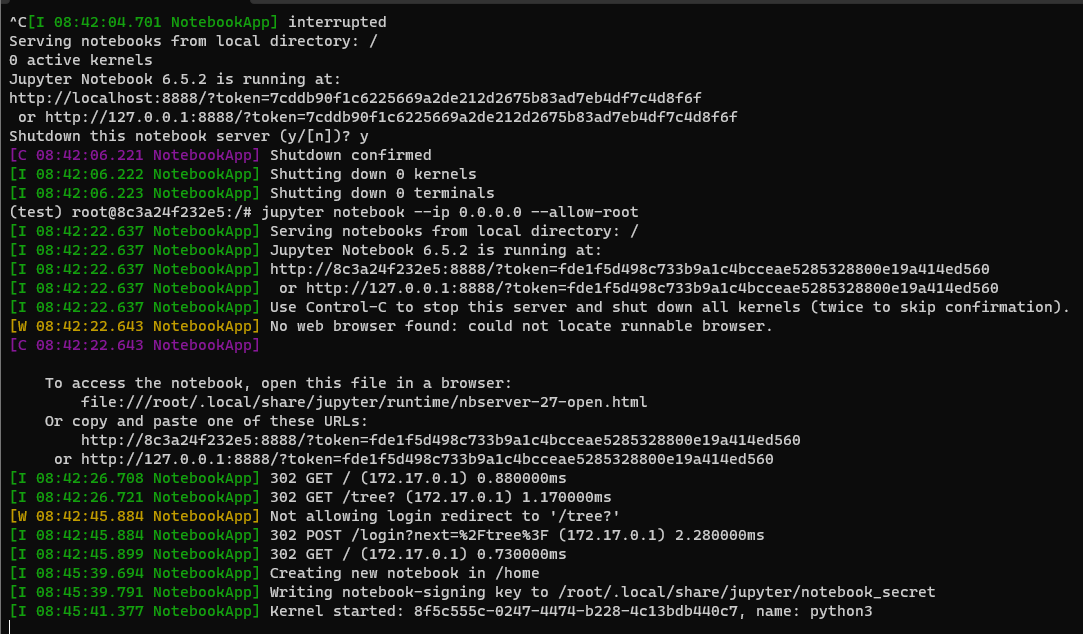 ^C[I 08:42:04.701 NotebookApp] interrupted
Serving notebooks from local directory: /
0 active kernels
Jupyter Notebook 6.5.2 is running at:
http://localhost:8888/?token=7cddb90f1c6225669a2de212d2675b83ad7eb4df7c4d8f6f
 or http://127.0.0.1:8888/?token=7cddb90f1c6225669a2de212d2675b83ad7eb4df7c4d8f6f
Shutdown this notebook server (y/[n])? y
[C 08:42:06.221 NotebookApp] Shutdown confirmed
[I 08:42:06.222 NotebookApp] Shutting down 0 kernels
[I 08:42:06.223 NotebookApp] Shutting down 0 terminals
(test) root@8c3a24f232e5:/# jupyter notebook --ip 0.0.0.0 --allow-root
[I 08:42:22.637 NotebookApp] Serving notebooks from local directory: /
[I 08:42:22.637 NotebookApp] Jupyter Notebook 6.5.2 is running at:
[I 08:42:22.637 NotebookApp] http://8c3a24f232e5:8888/?token=fde1f5d498c733b9a1c4bcceae5285328800e19a414ed560
[I 08:42:22.637 NotebookApp]  or http://127.0.0.1:8888/?token=fde1f5d498c733b9a1c4bcceae5285328800e19a414ed560
[I 08:42:22.637 NotebookApp] Use Control-C to stop this server and shut down all kernels (twice to skip confirmation).
[W 08:42:22.643 NotebookApp] No web browser found: could not locate runnable browser.
[C 08:42:22.643 NotebookApp]
    To access the notebook, open this file in a browser:
        file:///root/.local/share/jupyter/runtime/nbserver-27-open.html
    Or copy and paste one of these URLs:
        http://8c3a24f232e5:8888/?token=fde1f5d498c733b9a1c4bcceae5285328800e19a414ed560
     or http://127.0.0.1:8888/?token=fde1f5d498c733b9a1c4bcceae5285328800e19a414ed560
[I 08:42:26.708 NotebookApp] 302 GET / (172.17.0.1) 0.880000ms
[I 08:42:26.721 NotebookApp] 302 GET /tree? (172.17.0.1) 1.170000ms
[W 08:42:45.884 NotebookApp] Not allowing login redirect to '/tree?'
[I 08:42:45.884 NotebookApp] 302 POST /login?next=%2Ftree%3F (172.17.0.1) 2.280000ms
[I 08:42:45.899 NotebookApp] 302 GET / (172.17.0.1) 0.730000ms
[I 08:45:39.694 NotebookApp] Creating new notebook in /home
[I 08:45:39.791 NotebookApp] Writing notebook-signing key to /root/.local/share/jupyter/notebook_secret
[I 08:45:41.377 NotebookApp] Kernel started: 8f5c555c-0247-4474-b228-4c13bdb440c7, name: python3